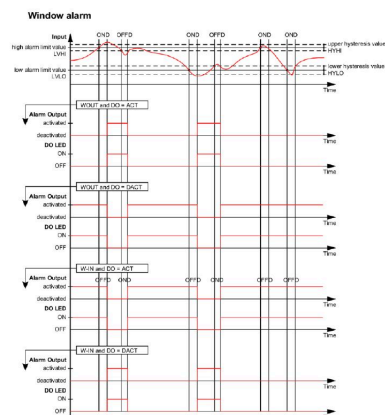 Window alarm
Input
OND OFFD OND OFFD OND OND
high alarm limit value
LVHI
upper hysteresis value
HYHI
low alarm limit value
LVLO
lower hysteresis value
HYLO
Time
WOUT and DO = ACT
Alarm Output
activated
deactivated
Time
DO LED
ON
OFF
Time
WOUT and DO = DACT
Alarm Output
activated
deactivated
Time
DO LED
ON
OFF
Time
W-IN and DO = ACT
Alarm Output
OFFD OND OFFD OND OFFD OFFD
activated
deactivated
Time
DO LED
ON
OFF
Time
W-IN and DO = DACT
Alarm Output
activated
deactivated
Time
DO LED
ON
OFF